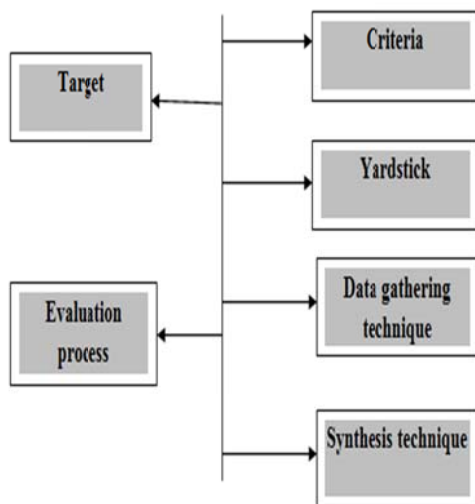 Criteria
Target
Yardstick
Data gathering
technique
Evaluation
process
Synthesis technique